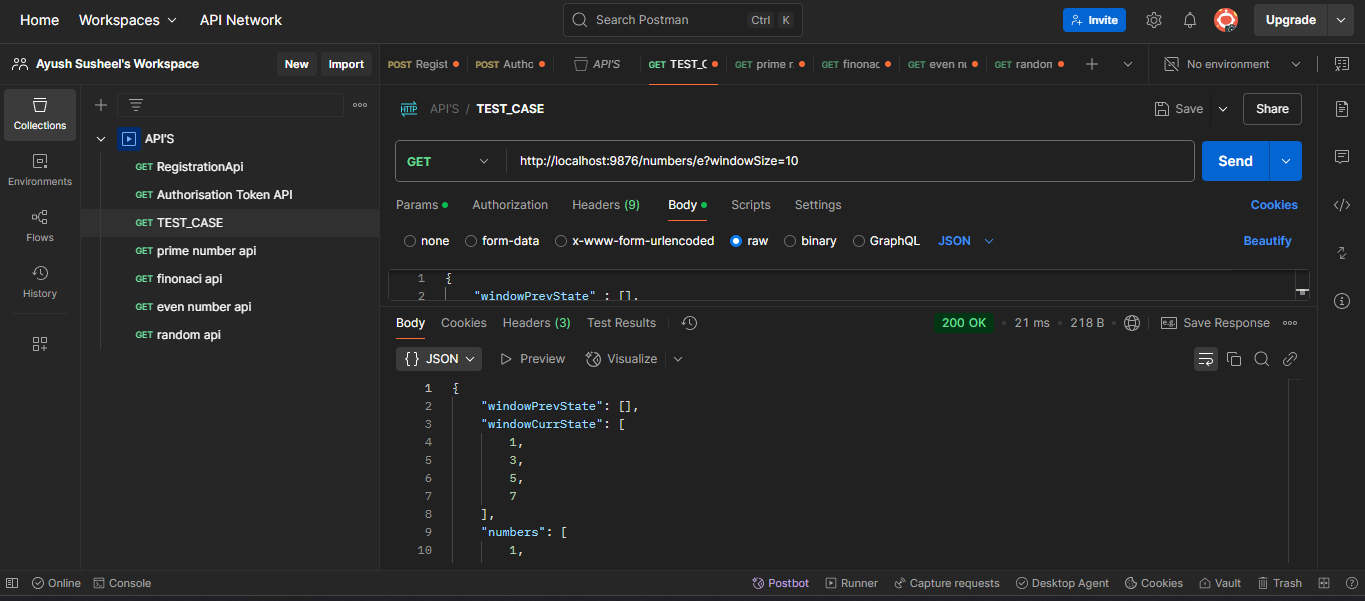 Home Workspaces API Network Search Postman Ctrl K Invite Upgrade
Ayush Susheel's Workspace New Import POST Regist POST Autho API'S GET TEST_C GET prime r GET finonac GET even nu GET randon No environment
Collections
Environments
Flows
History
API'S
GET RegistrationApi
GET Authorisation Token API
GET TEST_CASE
GET prime number api
GET finonaci api
GET even number api
GET random api
HTTP API'S / TEST_CASE Save Share
GET http://localhost:9876/numbers/e?windowSize=10 Send
Params Authorization Headers (9) Body Scripts Settings Cookies
none form-data x-www-form-urlencoded raw binary GraphQL JSON Beautify
1 {
2 "windowPrevState" : [],
Body Cookies Headers (3) Test Results 200 OK 21 ms 218 B e.g. Save Response
{} JSON Preview Visualize
1 {
2 "windowPrevState": [],
3 "windowCurrState": [
4 1,
5 3,
6 5,
7 7
8 ],
9 "numbers": [
10 1,
Online Console Postbot Runner Capture requests Desktop Agent Cookies Vault Trash